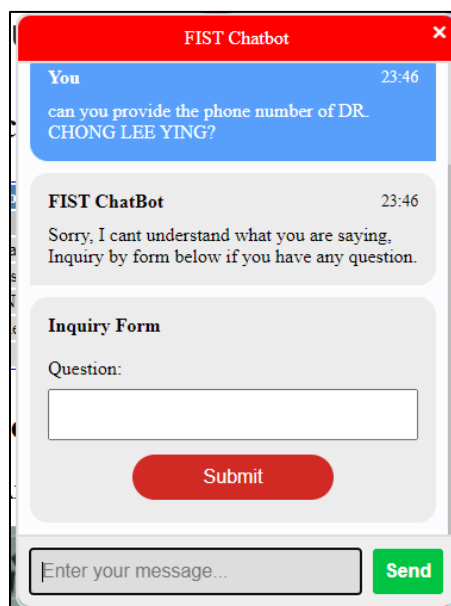 FIST Chatbot ×
You 23:46
can you provide the phone number of DR.
CHONG LEE YING?
FIST ChatBot 23:46
Sorry, I cant understand what you are saying,
Inquiry by form below if you have any question.
Inquiry Form
Question:
Submit
Enter your message... Send